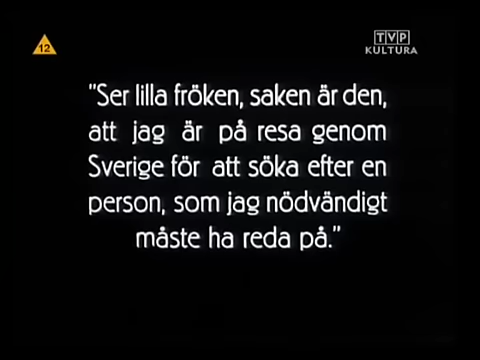 12
TVP
KULTURA
"Ser lilla fröken, saken är den,
att jag är på resa genom
Sverige för att söka efter en
person, som jag nödvändigt
måste ha reda på."